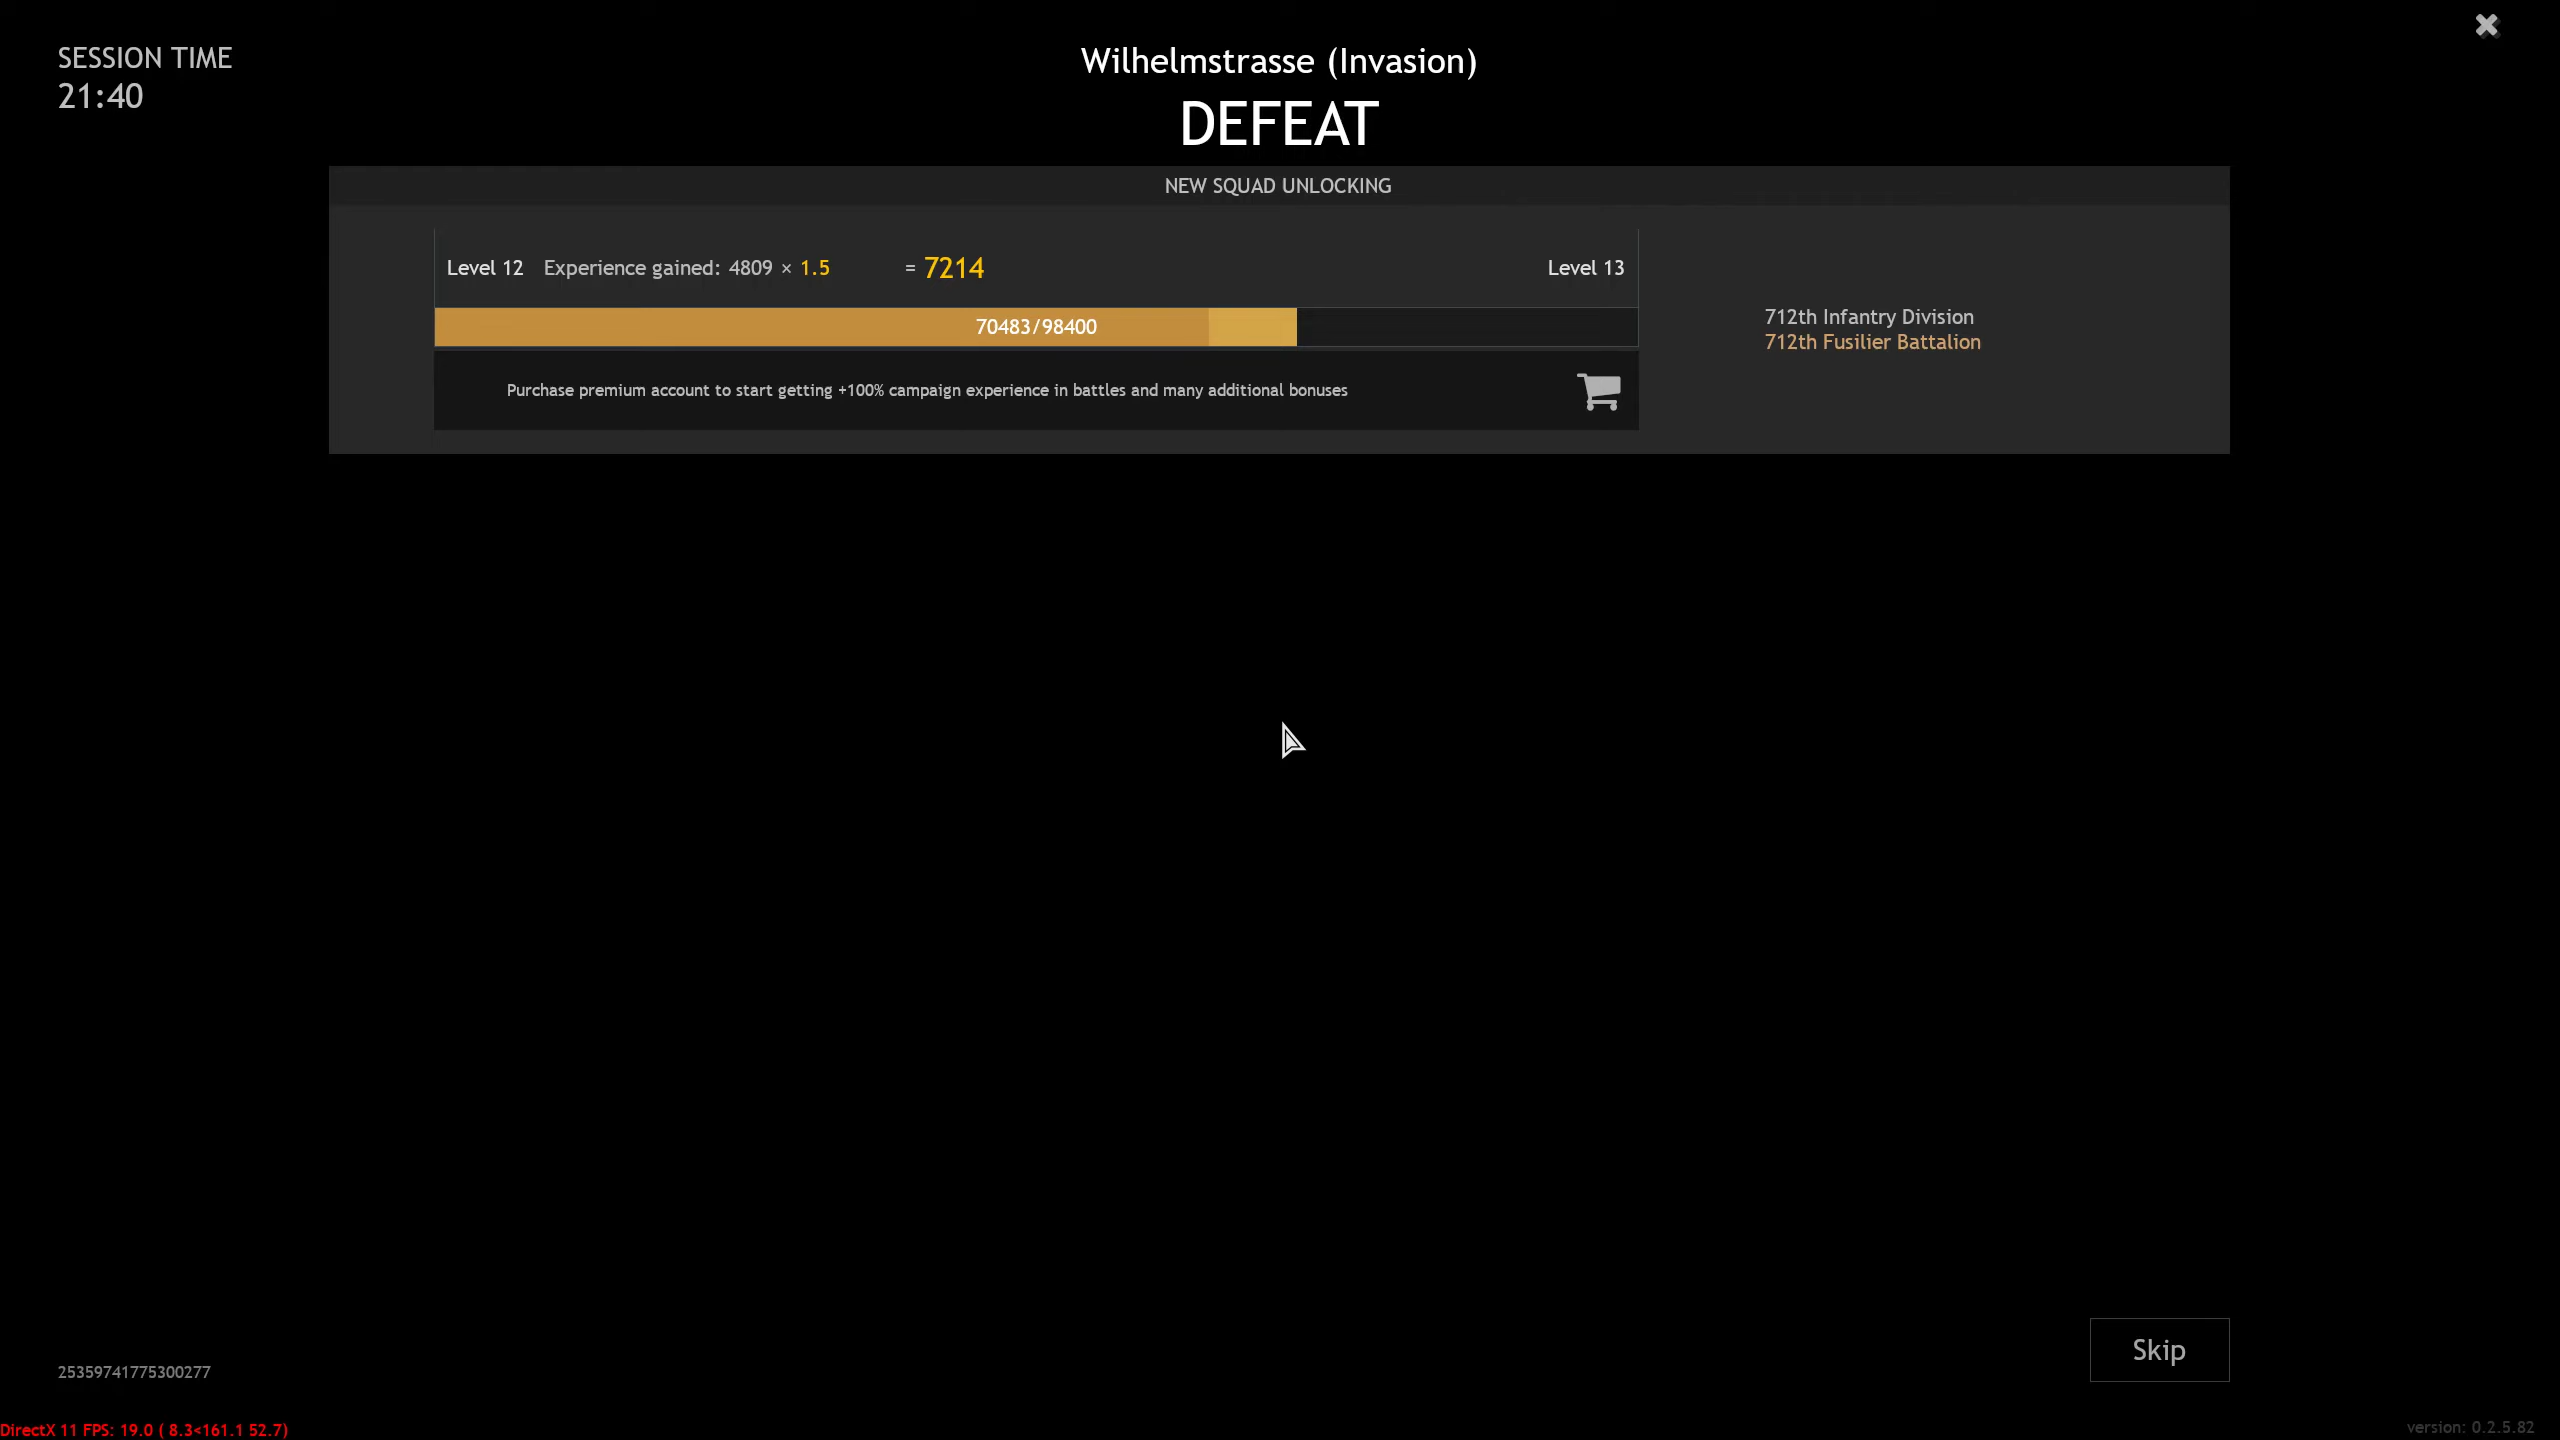 SESSION TIME
21:40
Wilhelmstrasse (Invasion)
DEFEAT
NEW SQUAD UNLOCKING
Level 12 Experience gained: 4809 × 1.5 = 7214 Level 13
70483/98400
Purchase premium account to start getting +100% campaign experience in battles and many additional bonuses
712th Infantry Division
712th Fusilier Battalion
Skip
25359741775300277
DirectX 11 FPS: 19.0 ( 8.3<161.1 52.7)
version: 0.2.5.82